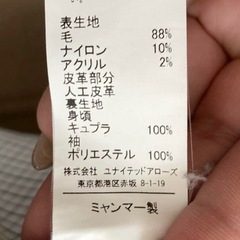 表生地
毛 88%
ナイロン 10%
アクリル 2%
皮革部分
人工皮革
裏生地
身頃
キュプラ 100%
袖
ポリエステル 100%
株式会社 ユナイテッドアローズ
東京都港区赤坂 8-1-19
ミャンマー製